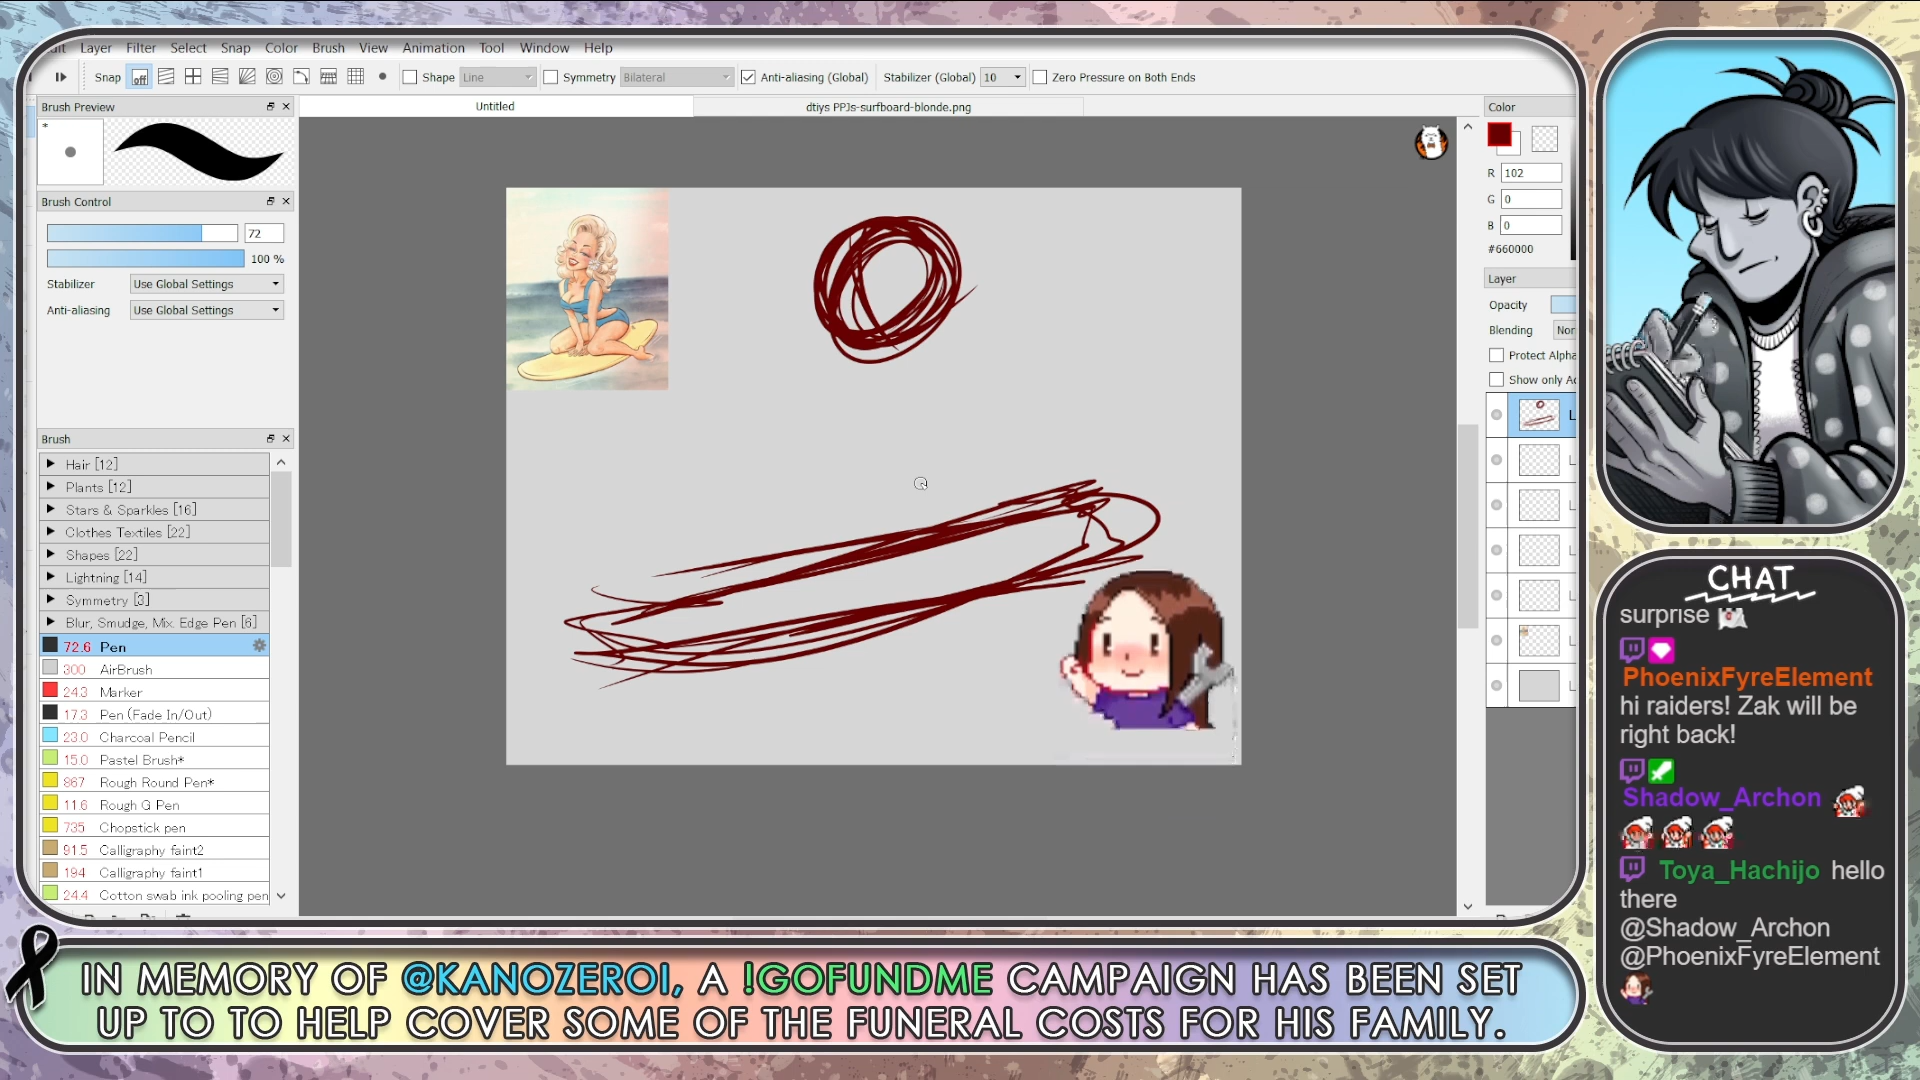 Layer Filter Select Snap Color Brush View Animation Tool Window Help
Snap off Shape Line Symmetry Bilateral Anti-aliasing (Global) Stabilizer (Global) 10 Zero Pressure on Both Ends
Brush Preview
Untitled
dtiys PPJs-surfboard-blonde.png
*
Brush Control
72
100 %
Stabilizer Use Global Settings
Anti-aliasing Use Global Settings
Brush
Hair [12]
Plants [12]
Stars & Sparkles [16]
Clothes Textiles [22]
Shapes [22]
Lightning [14]
Symmetry [3]
Blur, Smudge, Mix. Edge Pen [6]
72.6 Pen
300 AirBrush
24.3 Marker
17.3 Pen (Fade In/Out)
23.0 Charcoal Pencil
15.0 Pastel Brush*
867 Rough Round Pen*
11.6 Rough G Pen
735 Chopstick pen
91.5 Calligraphy faint2
194 Calligraphy faint1
24.4 Cotton swab ink pooling pen
Color
R 102
G 0
B 0
#660000
Layer
Opacity
Blending Nor
Protect Alpha
Show only Ac
CHAT
surprise
PhoenixFyreElement
hi raiders! Zak will be
right back!
Shadow_Archon
Toya_Hachijo hello
there
@Shadow_Archon
@PhoenixFyreElement
IN MEMORY OF @KANOZEROI, A !GOFUNDME CAMPAIGN HAS BEEN SET
UP TO TO HELP COVER SOME OF THE FUNERAL COSTS FOR HIS FAMILY.